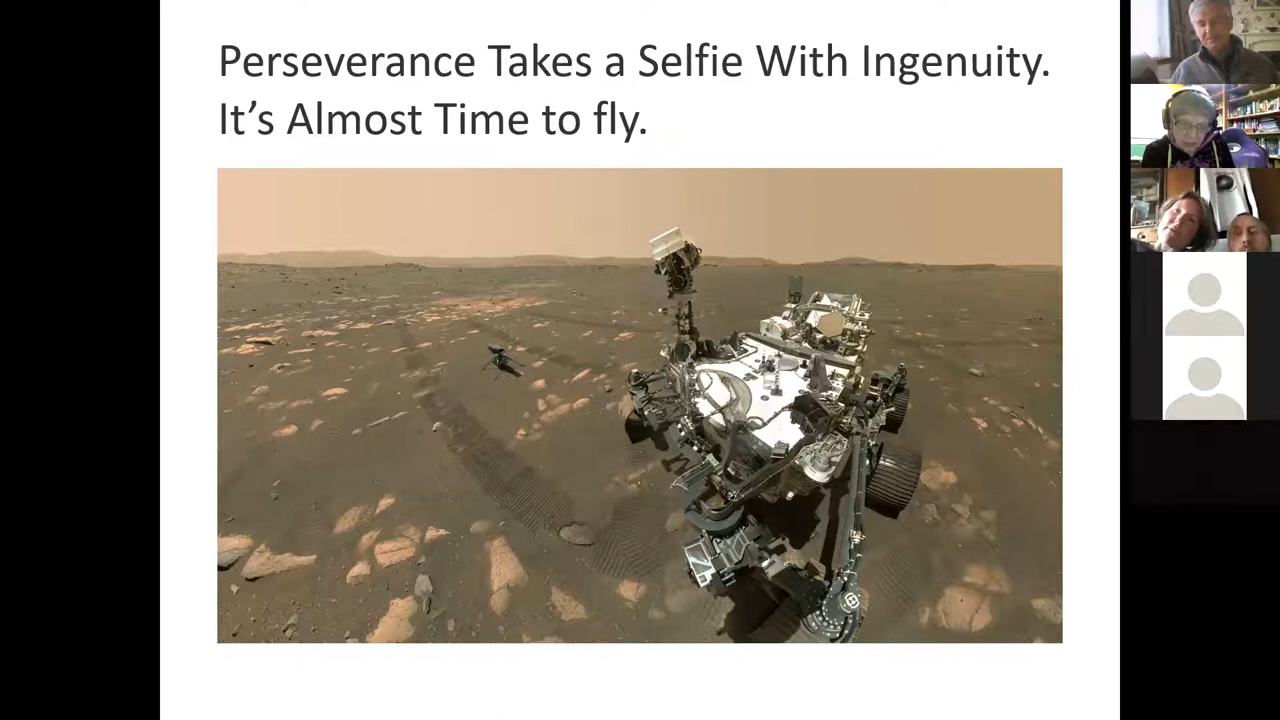 Perseverance Takes a Selfie With Ingenuity.
It’s Almost Time to fly.